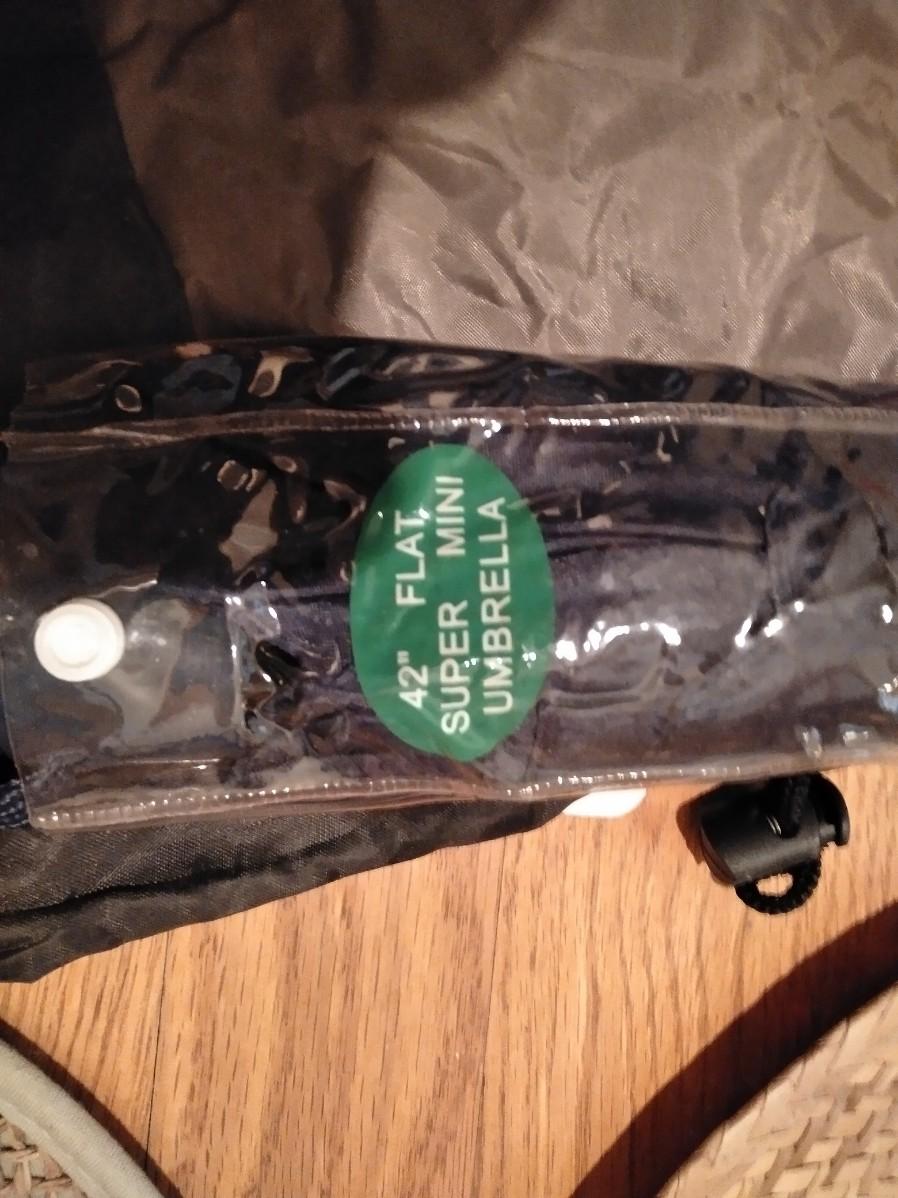 42" FLAT
SUPER MINI
UMBRELLA